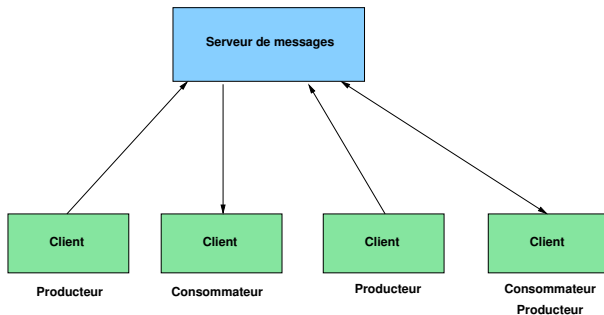 Serveur de messages
Client
Client
Client
Client
Producteur
Consommateur
Producteur
Consommateur
Producteur